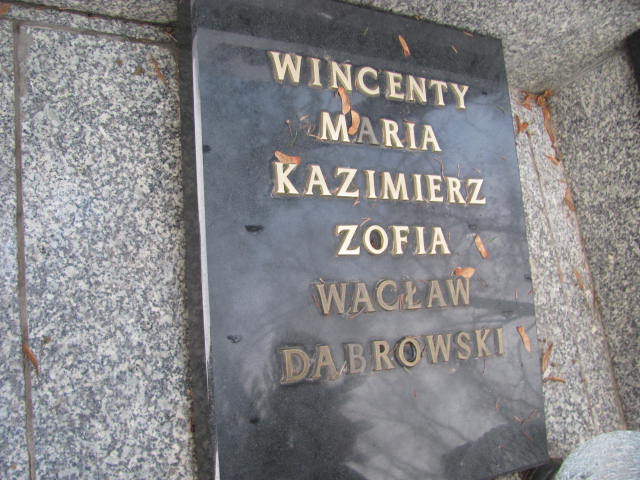 WINCENTY
MARIA
KAZIMIERZ
ZOFIA
WACŁAW
DĄBROWSKI